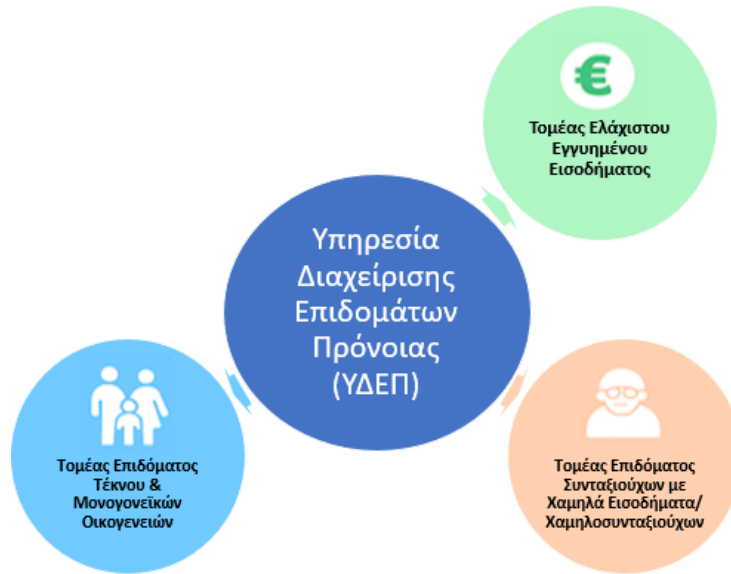 €
Τομέας Ελάχιστου
Εγγυημένου
Εισοδήματος
Υπηρεσία
Διαχείρισης
Επιδομάτων
Πρόνοιας
(ΥΔΕΠ)
Τομέας Επιδόματος
Τέκνου &
Μονογονεϊκών
Οικογενειών
Τομέας Επιδόματος
Συνταξιούχων με
Χαμηλά Εισοδήματα/
Χαμηλοσυνταξιούχων